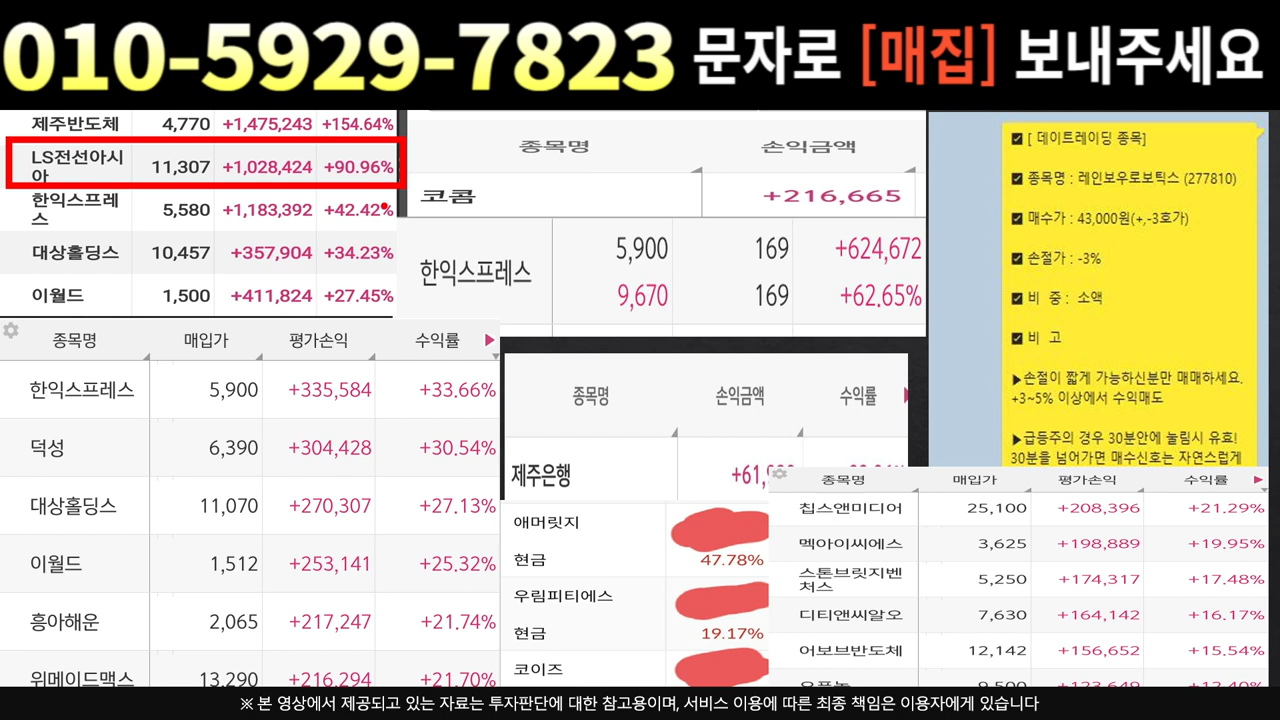 010-5929-7823 문자로 [매집] 보내주세요
제주반도체 4,770 +1,475,243 +154.64%
LS전선아시아 11,307 +1,028,424 +90.96%
한익스프레스 5,580 +1,183,392 +42.42%
대상홀딩스 10,457 +357,904 +34.23%
이월드 1,500 +411,824 +27.45%
종목명 손익금액
코콤 +216,665
한익스프레스 5,900 169 +624,672
9,670 169 +62.65%
☑ [ 데이트레이딩 종목]
☑ 종목명 : 레인보우로보틱스 (277810)
☑ 매수가 : 43,000원(+,-3호가)
☑ 손절가 : -3%
☑ 비 중 : 소액
☑ 비 고
▶손절이 짧게 가능하신분만 매매하세요.
+3~5% 이상에서 수익매도
▶급등주의 경우 30분안에 눌림시 유효!
30분을 넘어가면 매수신호는 자연스럽게
종목명 매입가 평가손익 수익률
한익스프레스 5,900 +335,584 +33.66%
덕성 6,390 +304,428 +30.54%
대상홀딩스 11,070 +270,307 +27.13%
이월드 1,512 +253,141 +25.32%
흥아해운 2,065 +217,247 +21.74%
위메이드맥스 13,290 +216,294 +21.70%
종목명 손익금액 수익률
제주은행
애머릿지
현금 47.78%
우림피티에스
현금 19.17%
코이즈
종목명 매입가 평가손익 수익률
칩스앤미디어 25,100 +208,396 +21.29%
멕아이씨에스 3,625 +198,889 +19.95%
스톤브릿지벤처스 5,250 +174,317 +17.48%
디티앤씨알오 7,630 +164,142 +16.17%
어보브반도체 12,142 +156,652 +15.54%
※ 본 영상에서 제공되고 있는 자료는 투자판단에 대한 참고용이며, 서비스 이용에 따른 최종 책임은 이용자에게 있습니다